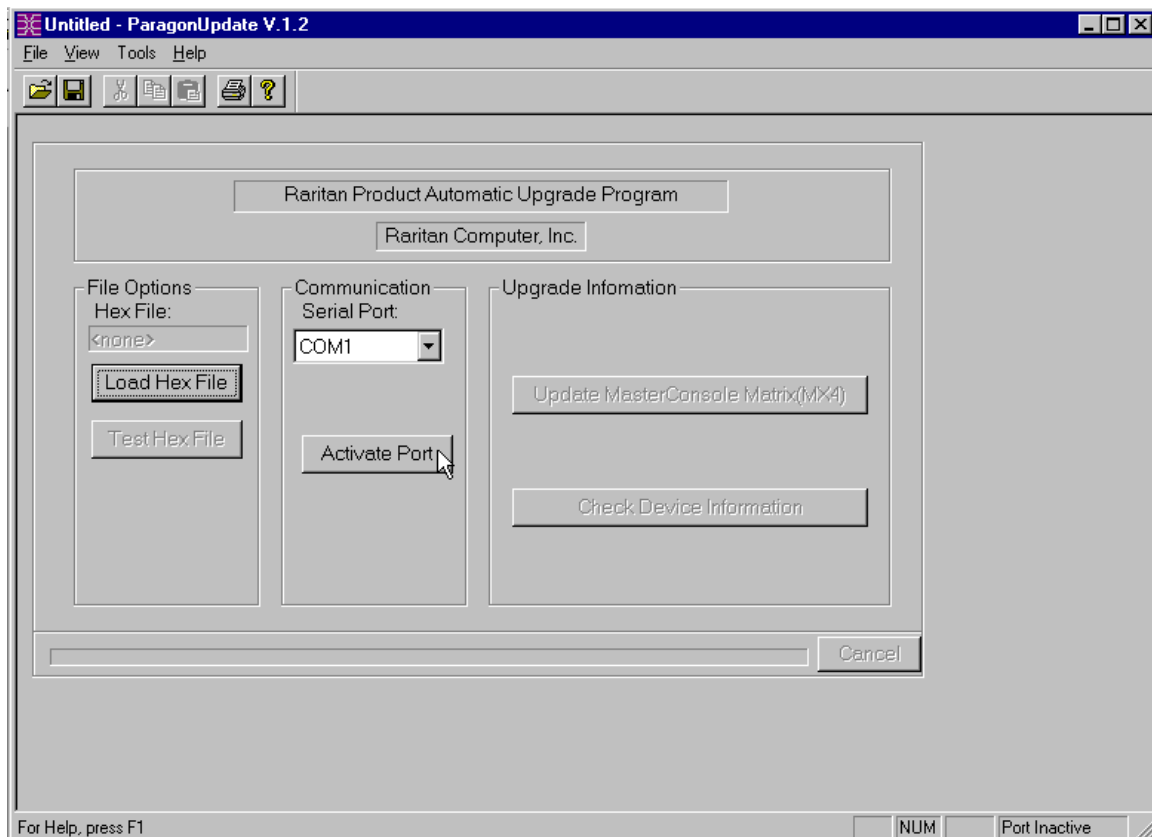 Untitled - ParagonUpdate V.1.2
File View Tools Help
Raritan Product Automatic Upgrade Program
Raritan Computer, Inc.
File Options
Hex File:
<none>
Load Hex File
Test Hex File
Communication
Serial Port:
COM1
Activate Port
Upgrade Infomation
Update MasterConsole Matrix(MX4)
Check Device Information
Cancel
For Help, press F1
NUM
Port Inactive